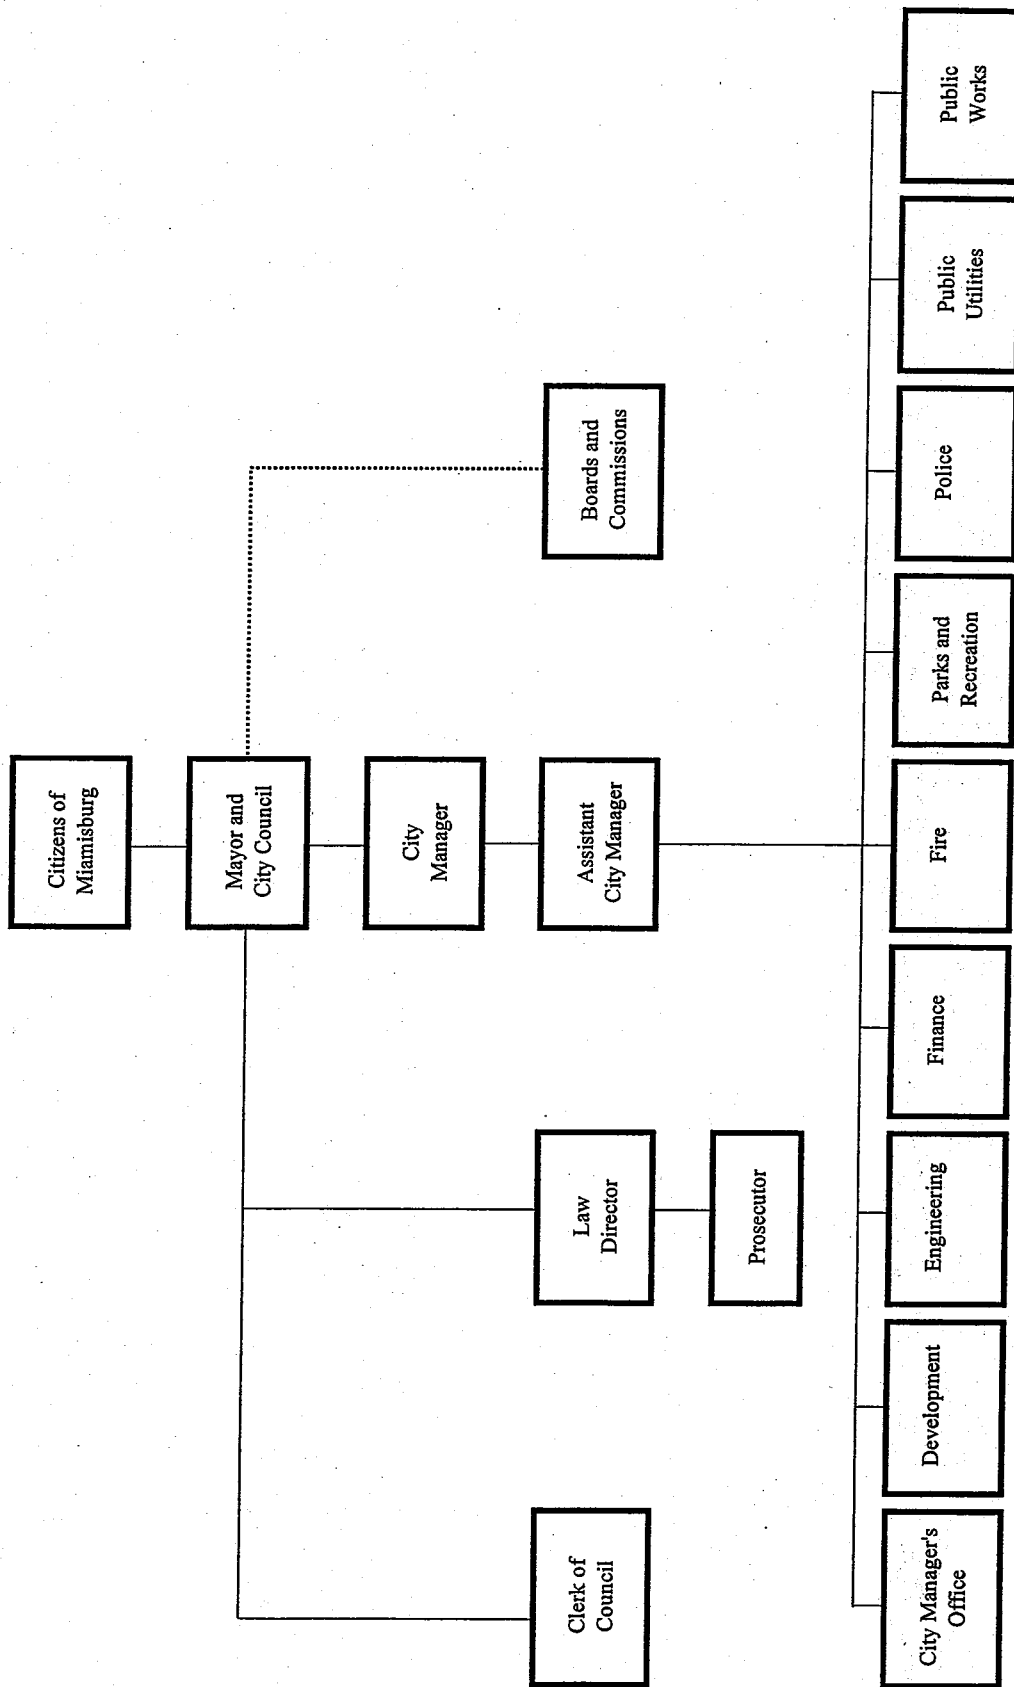 Citizens of
Miamisburg
Mayor and
City Council
City
Manager
Clerk of
Council
Law
Director
Assistant
City Manager
Boards and
Commissions
Prosecutor
City Manager's
Office
Development
Engineering
Finance
Fire
Parks and
Recreation
Police
Public
Utilities
Public
Works